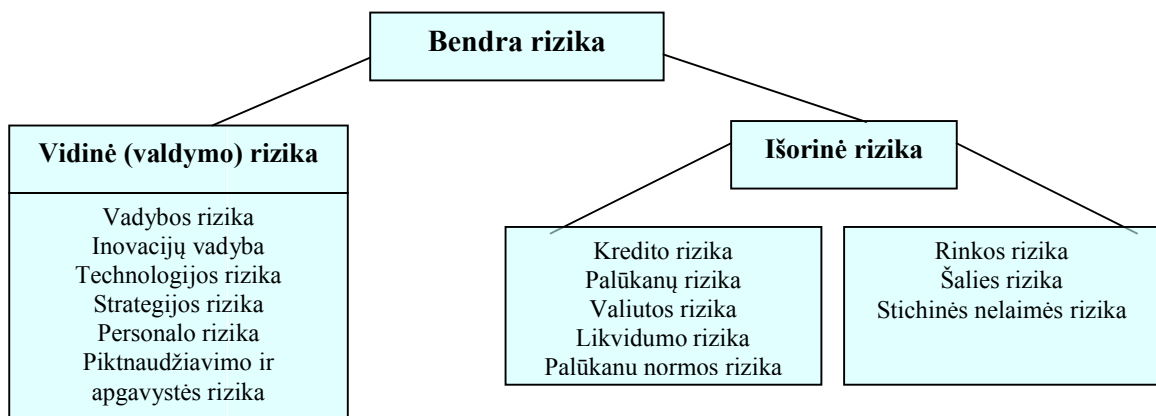 Bendra rizika
Vidinė (valdymo) rizika
Vadybos rizika
Inovacijų vadyba
Technologijos rizika
Strategijos rizika
Personalo rizika
Piktnaudžiavimo ir
apgavystės rizika
Išorinė rizika
Kredito rizika
Palūkanų rizika
Valiutos rizika
Likvidumo rizika
Palūkanu normos rizika
Rinkos rizika
Šalies rizika
Stichinės nelaimės rizika